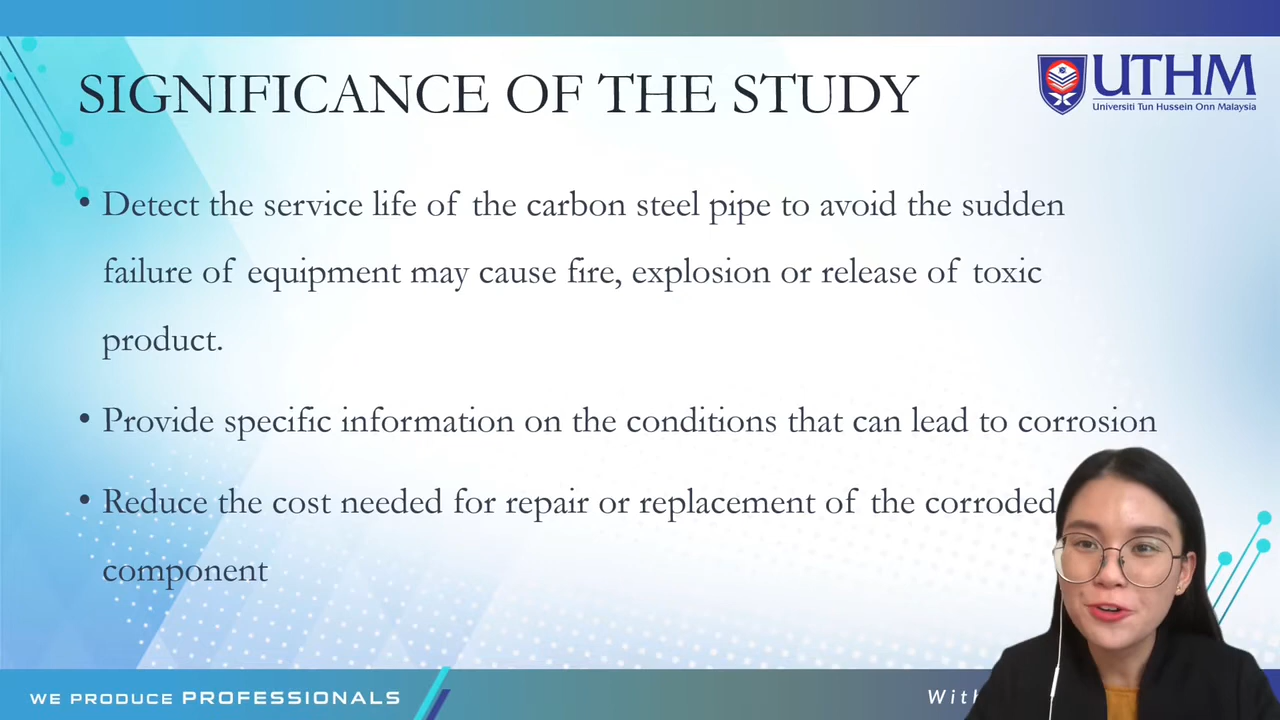 SIGNIFICANCE OF THE STUDY
UTHM
Universiti Tun Hussein Onn Malaysia
• Detect the service life of the carbon steel pipe to avoid the sudden
failure of equipment may cause fire, explosion or release of toxic
product.
• Provide specific information on the conditions that can lead to corrosion
• Reduce the cost needed for repair or replacement of the corroded
component
WE PRODUCE PROFESSIONALS